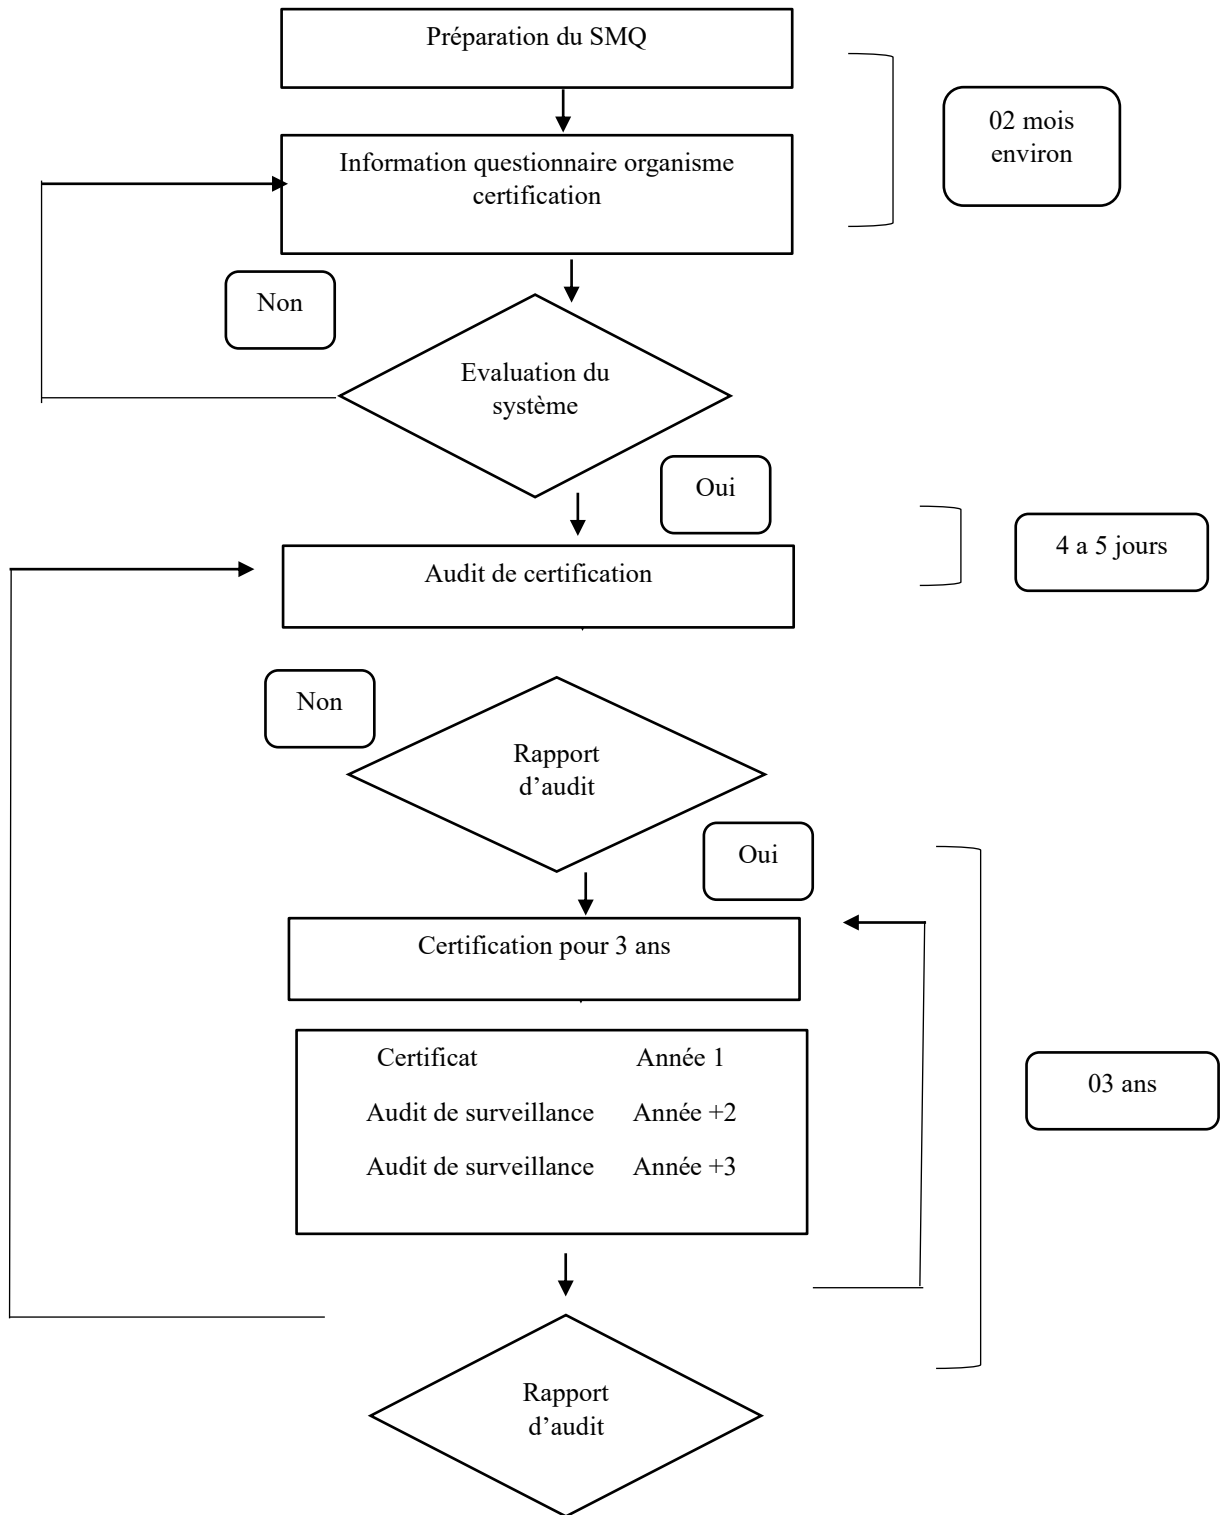 Préparation du SMQ
02 mois
environ
Information questionnaire organisme
certification
Non
Evaluation du
système
Oui
4 a 5 jours
Audit de certification
Non
Rapport
d’audit
Oui
Certification pour 3 ans
Certificat Année 1
03 ans
Audit de surveillance Année +2
Audit de surveillance Année +3
Rapport
d’audit